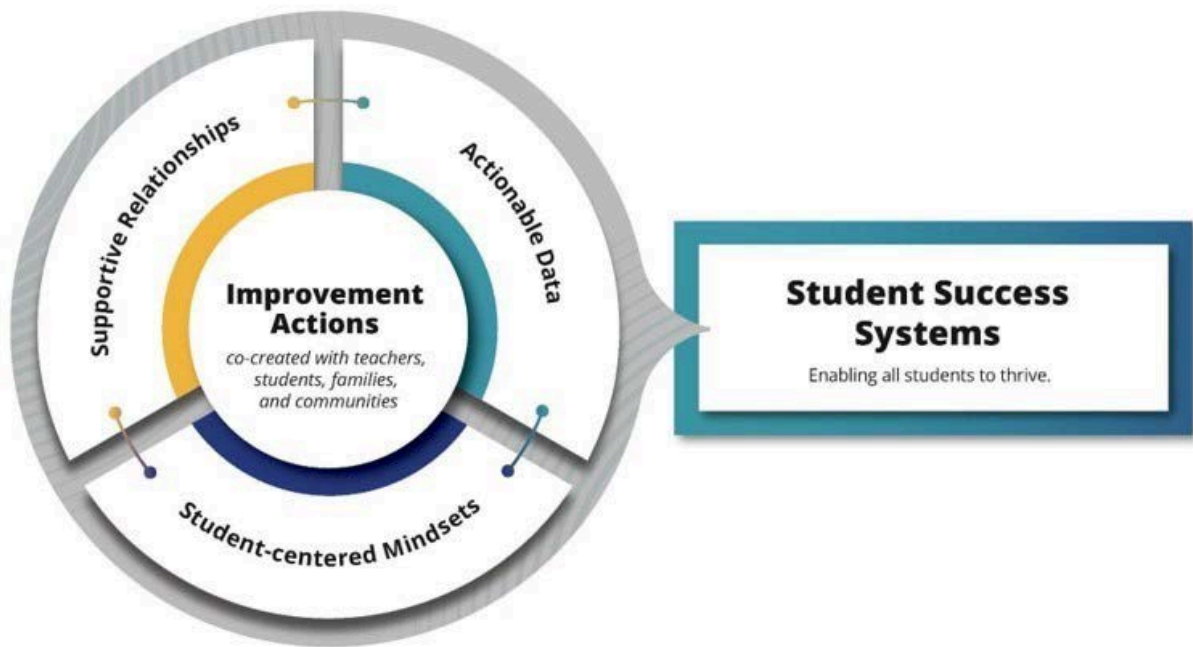 Supportive Relationships
Actionable Data
Improvement
Actions
co-created with teachers,
students, families,
and communities
Student-centered Mindsets
Student Success
Systems
Enabling all students to thrive.